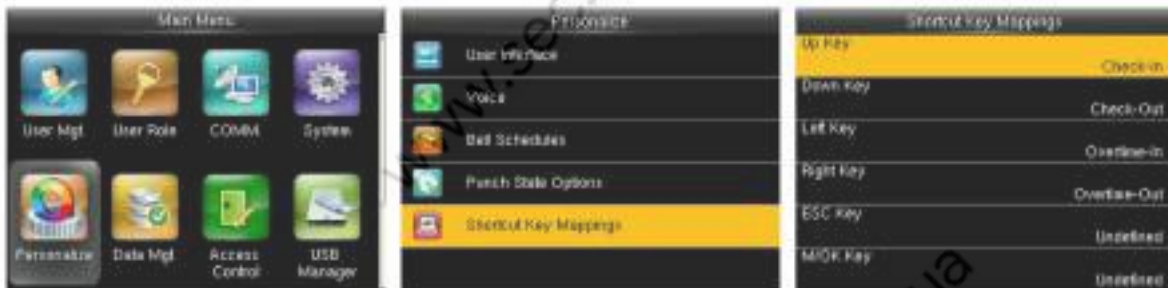 Main Menu
User Mgt.
User Role
COMM.
System
Personalize
Data Mgt.
Access Control
USB Manager
Personalize
User Interface
Voice
Bell Schedules
Punch State Options
Shortcut Key Mappings
Shortcut Key Mappings
Up Key
Check-In
Down Key
Check-Out
Left Key
Overtime-In
Right Key
Overtime-Out
ESC Key
Undefined
M/OK Key
Undefined